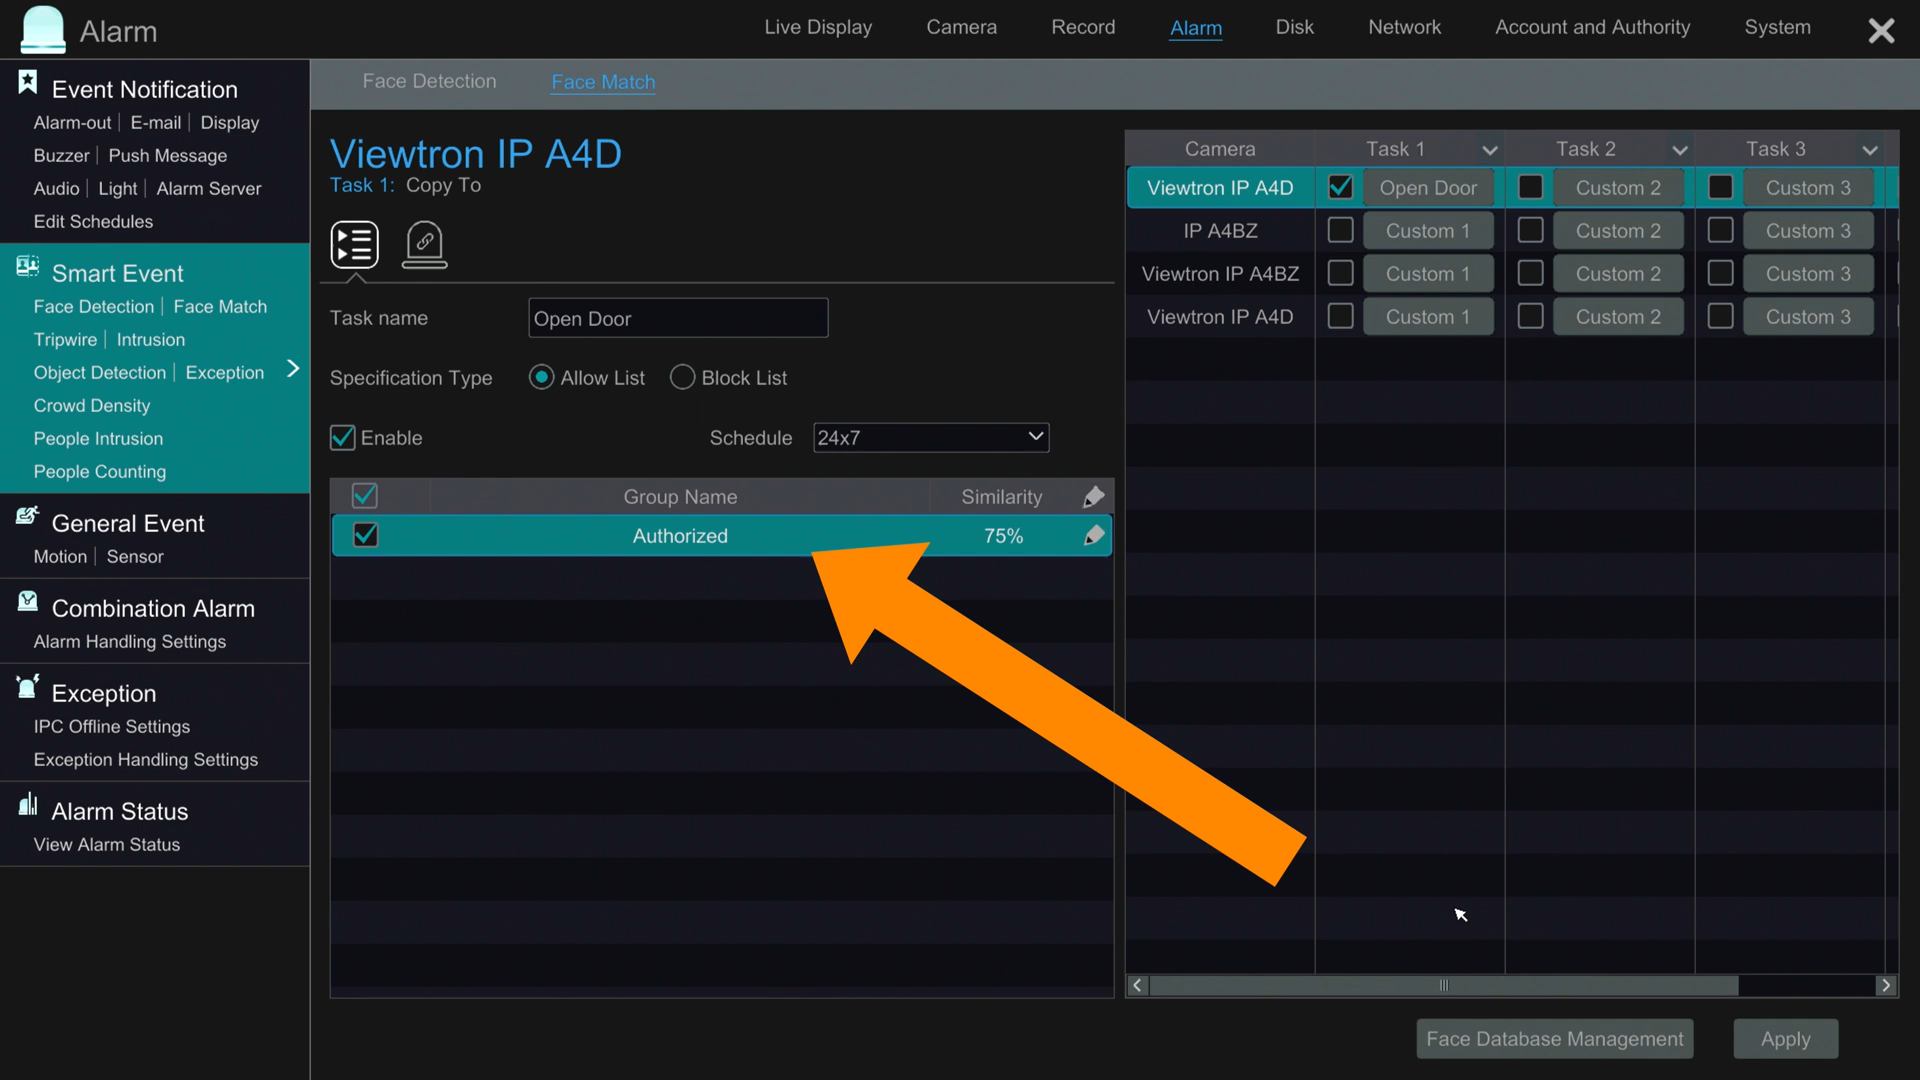 Alarm
Live Display
Camera
Record
Alarm
Disk
Network
Account and Authority
System
Event Notification
Alarm-out | E-mail | Display
Buzzer | Push Message
Audio | Light | Alarm Server
Edit Schedules
Smart Event
Face Detection | Face Match
Tripwire | Intrusion
Object Detection | Exception
Crowd Density
People Intrusion
People Counting
General Event
Motion | Sensor
Combination Alarm
Alarm Handling Settings
Exception
IPC Offline Settings
Exception Handling Settings
Alarm Status
View Alarm Status
Face Detection
Face Match
Viewtron IP A4D
Task 1: Copy To
Task name
Open Door
Specification Type
Allow List
Block List
Enable
Schedule
24x7
Group Name Similarity
Authorized 75%
Camera Task 1 Task 2 Task 3
Viewtron IP A4D Open Door Custom 2 Custom 3
IP A4BZ Custom 1 Custom 2 Custom 3
Viewtron IP A4BZ Custom 1 Custom 2 Custom 3
Viewtron IP A4D Custom 1 Custom 2 Custom 3
Face Database Management
Apply